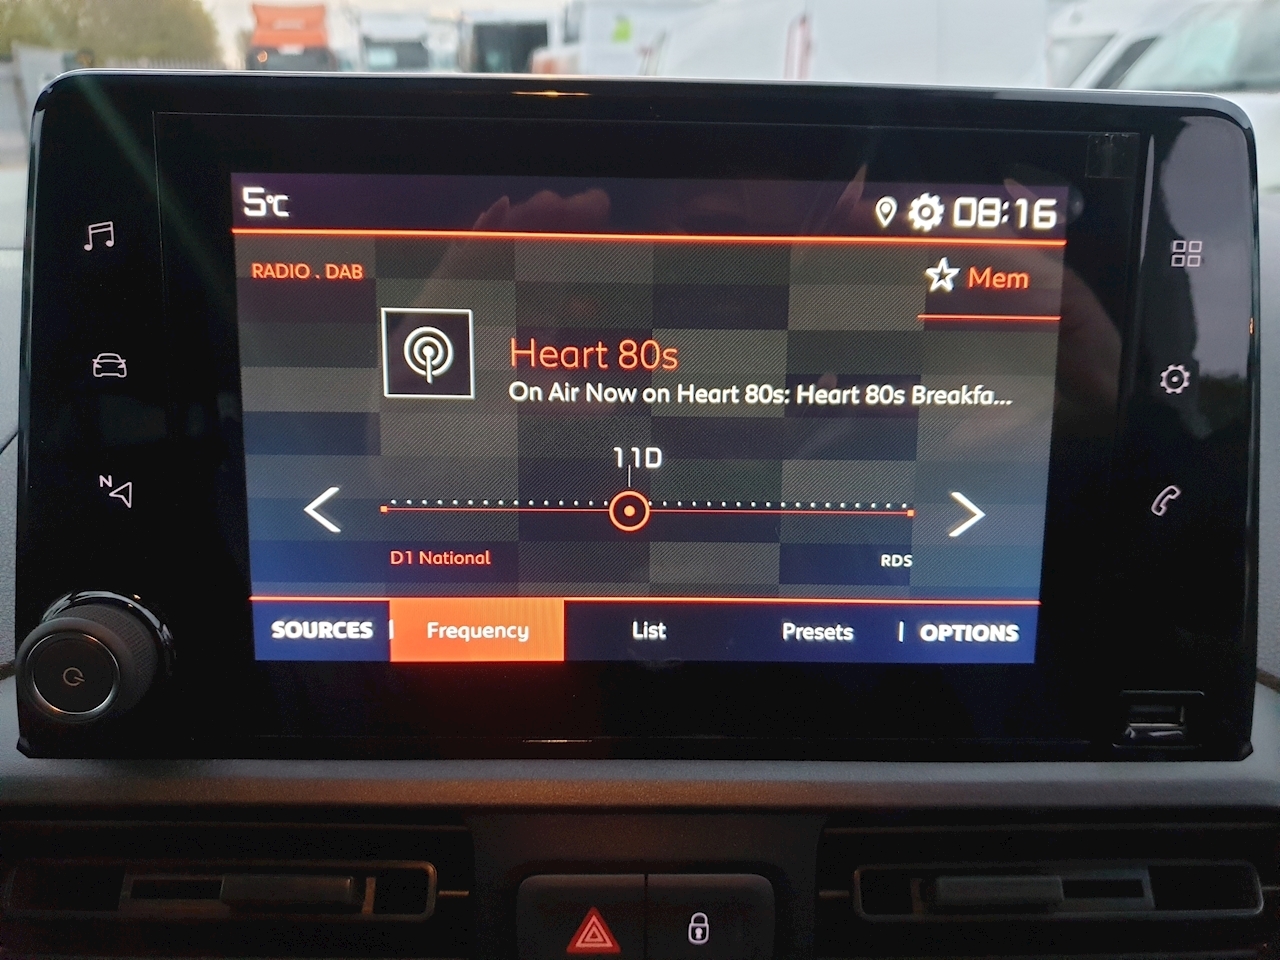 5°C
08:16
RADIO . DAB
Mem
Heart 80s
On Air Now on Heart 80s: Heart 80s Breakfa...
11D
N
D1 National
RDS
SOURCES Frequency List Presets OPTIONS